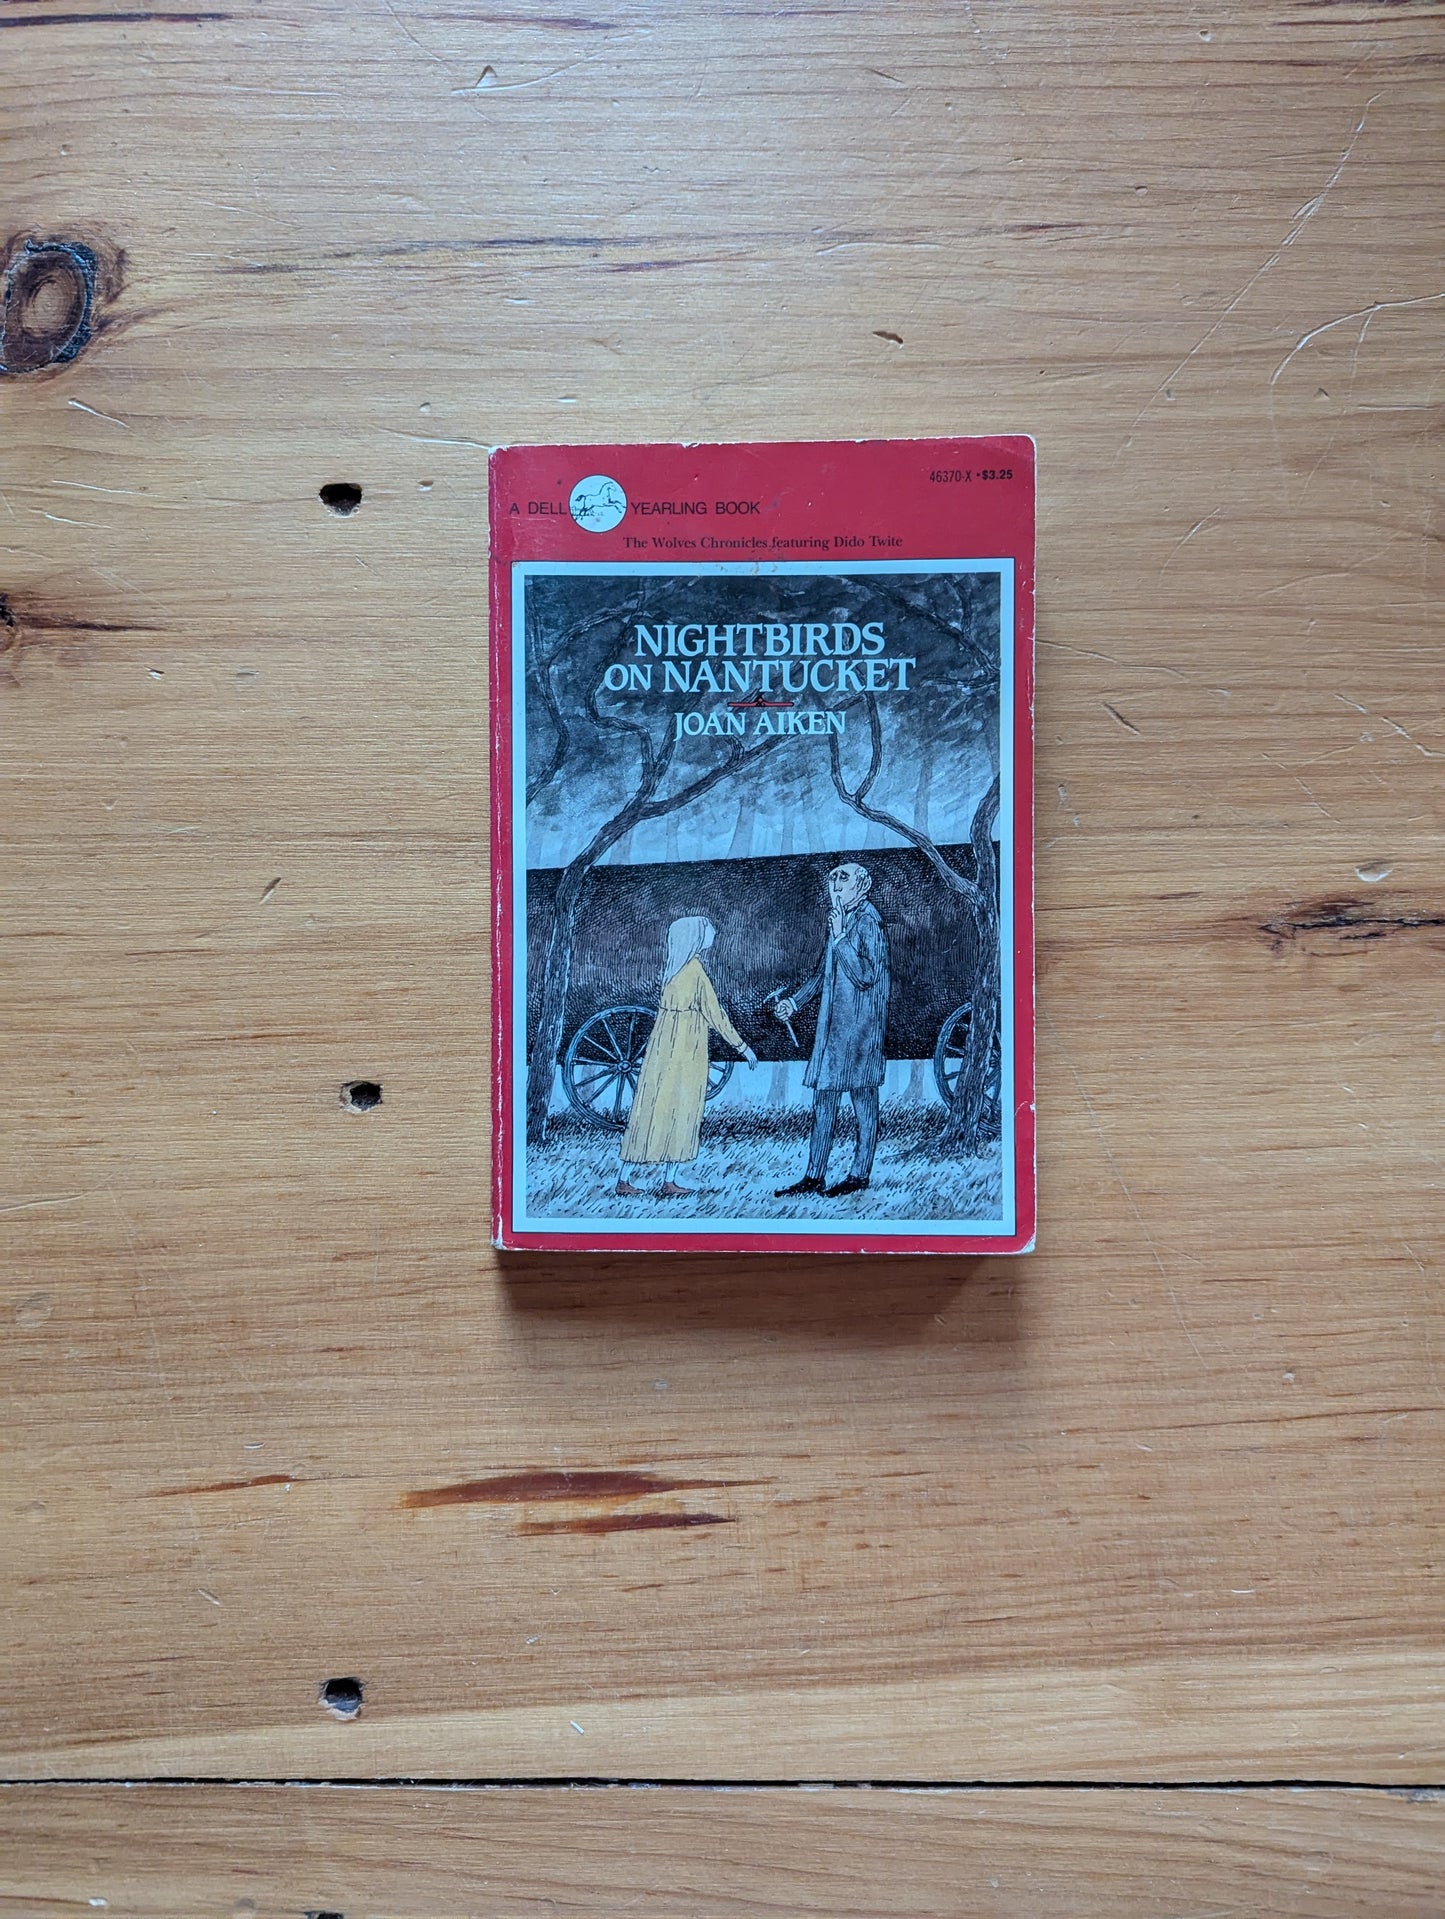 46370-X • $3.25
A DELL YEARLING BOOK
The Wolves Chronicles featuring Dido Twite
NIGHTBIRDS
ON NANTUCKET
JOAN AIKEN